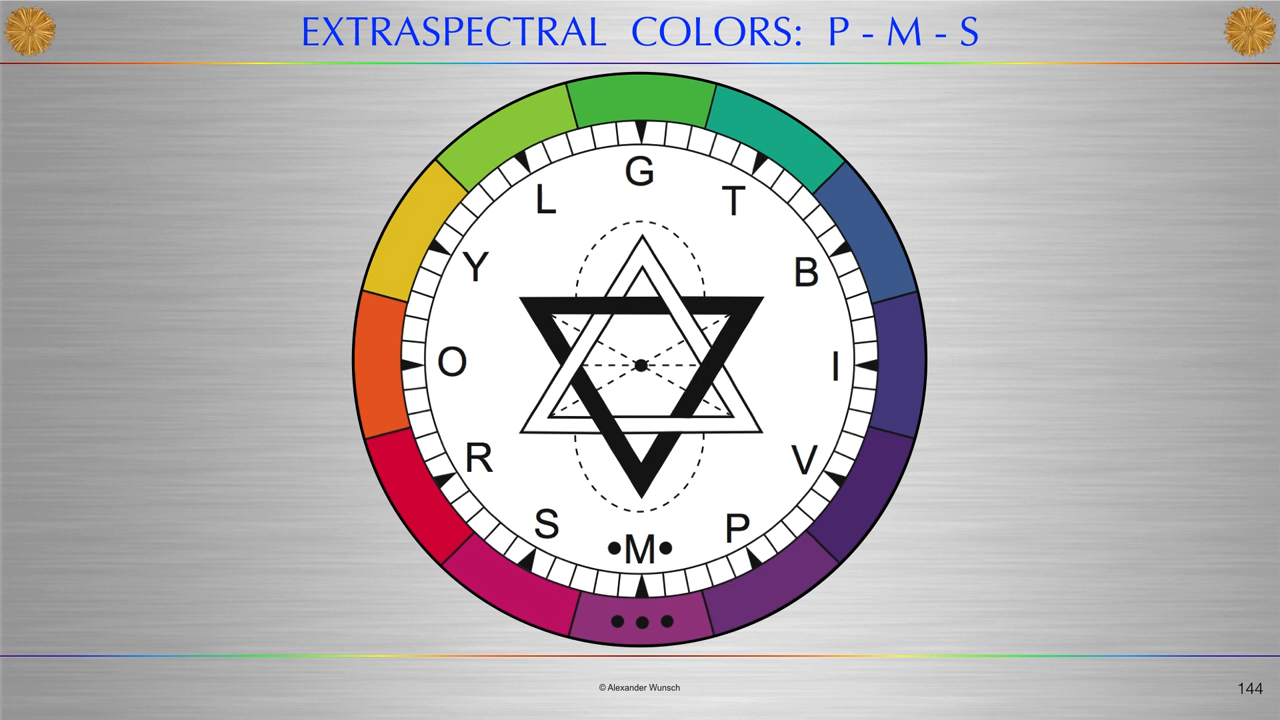 EXTRASPECTRAL COLORS: P - M - S
G
L
T
Y
B
O
I
R
V
S
P
•M•
© Alexander Wunsch
144